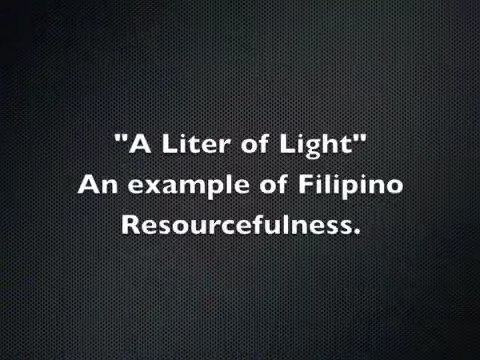 "A Liter of Light"
An example of Filipino
Resourcefulness.